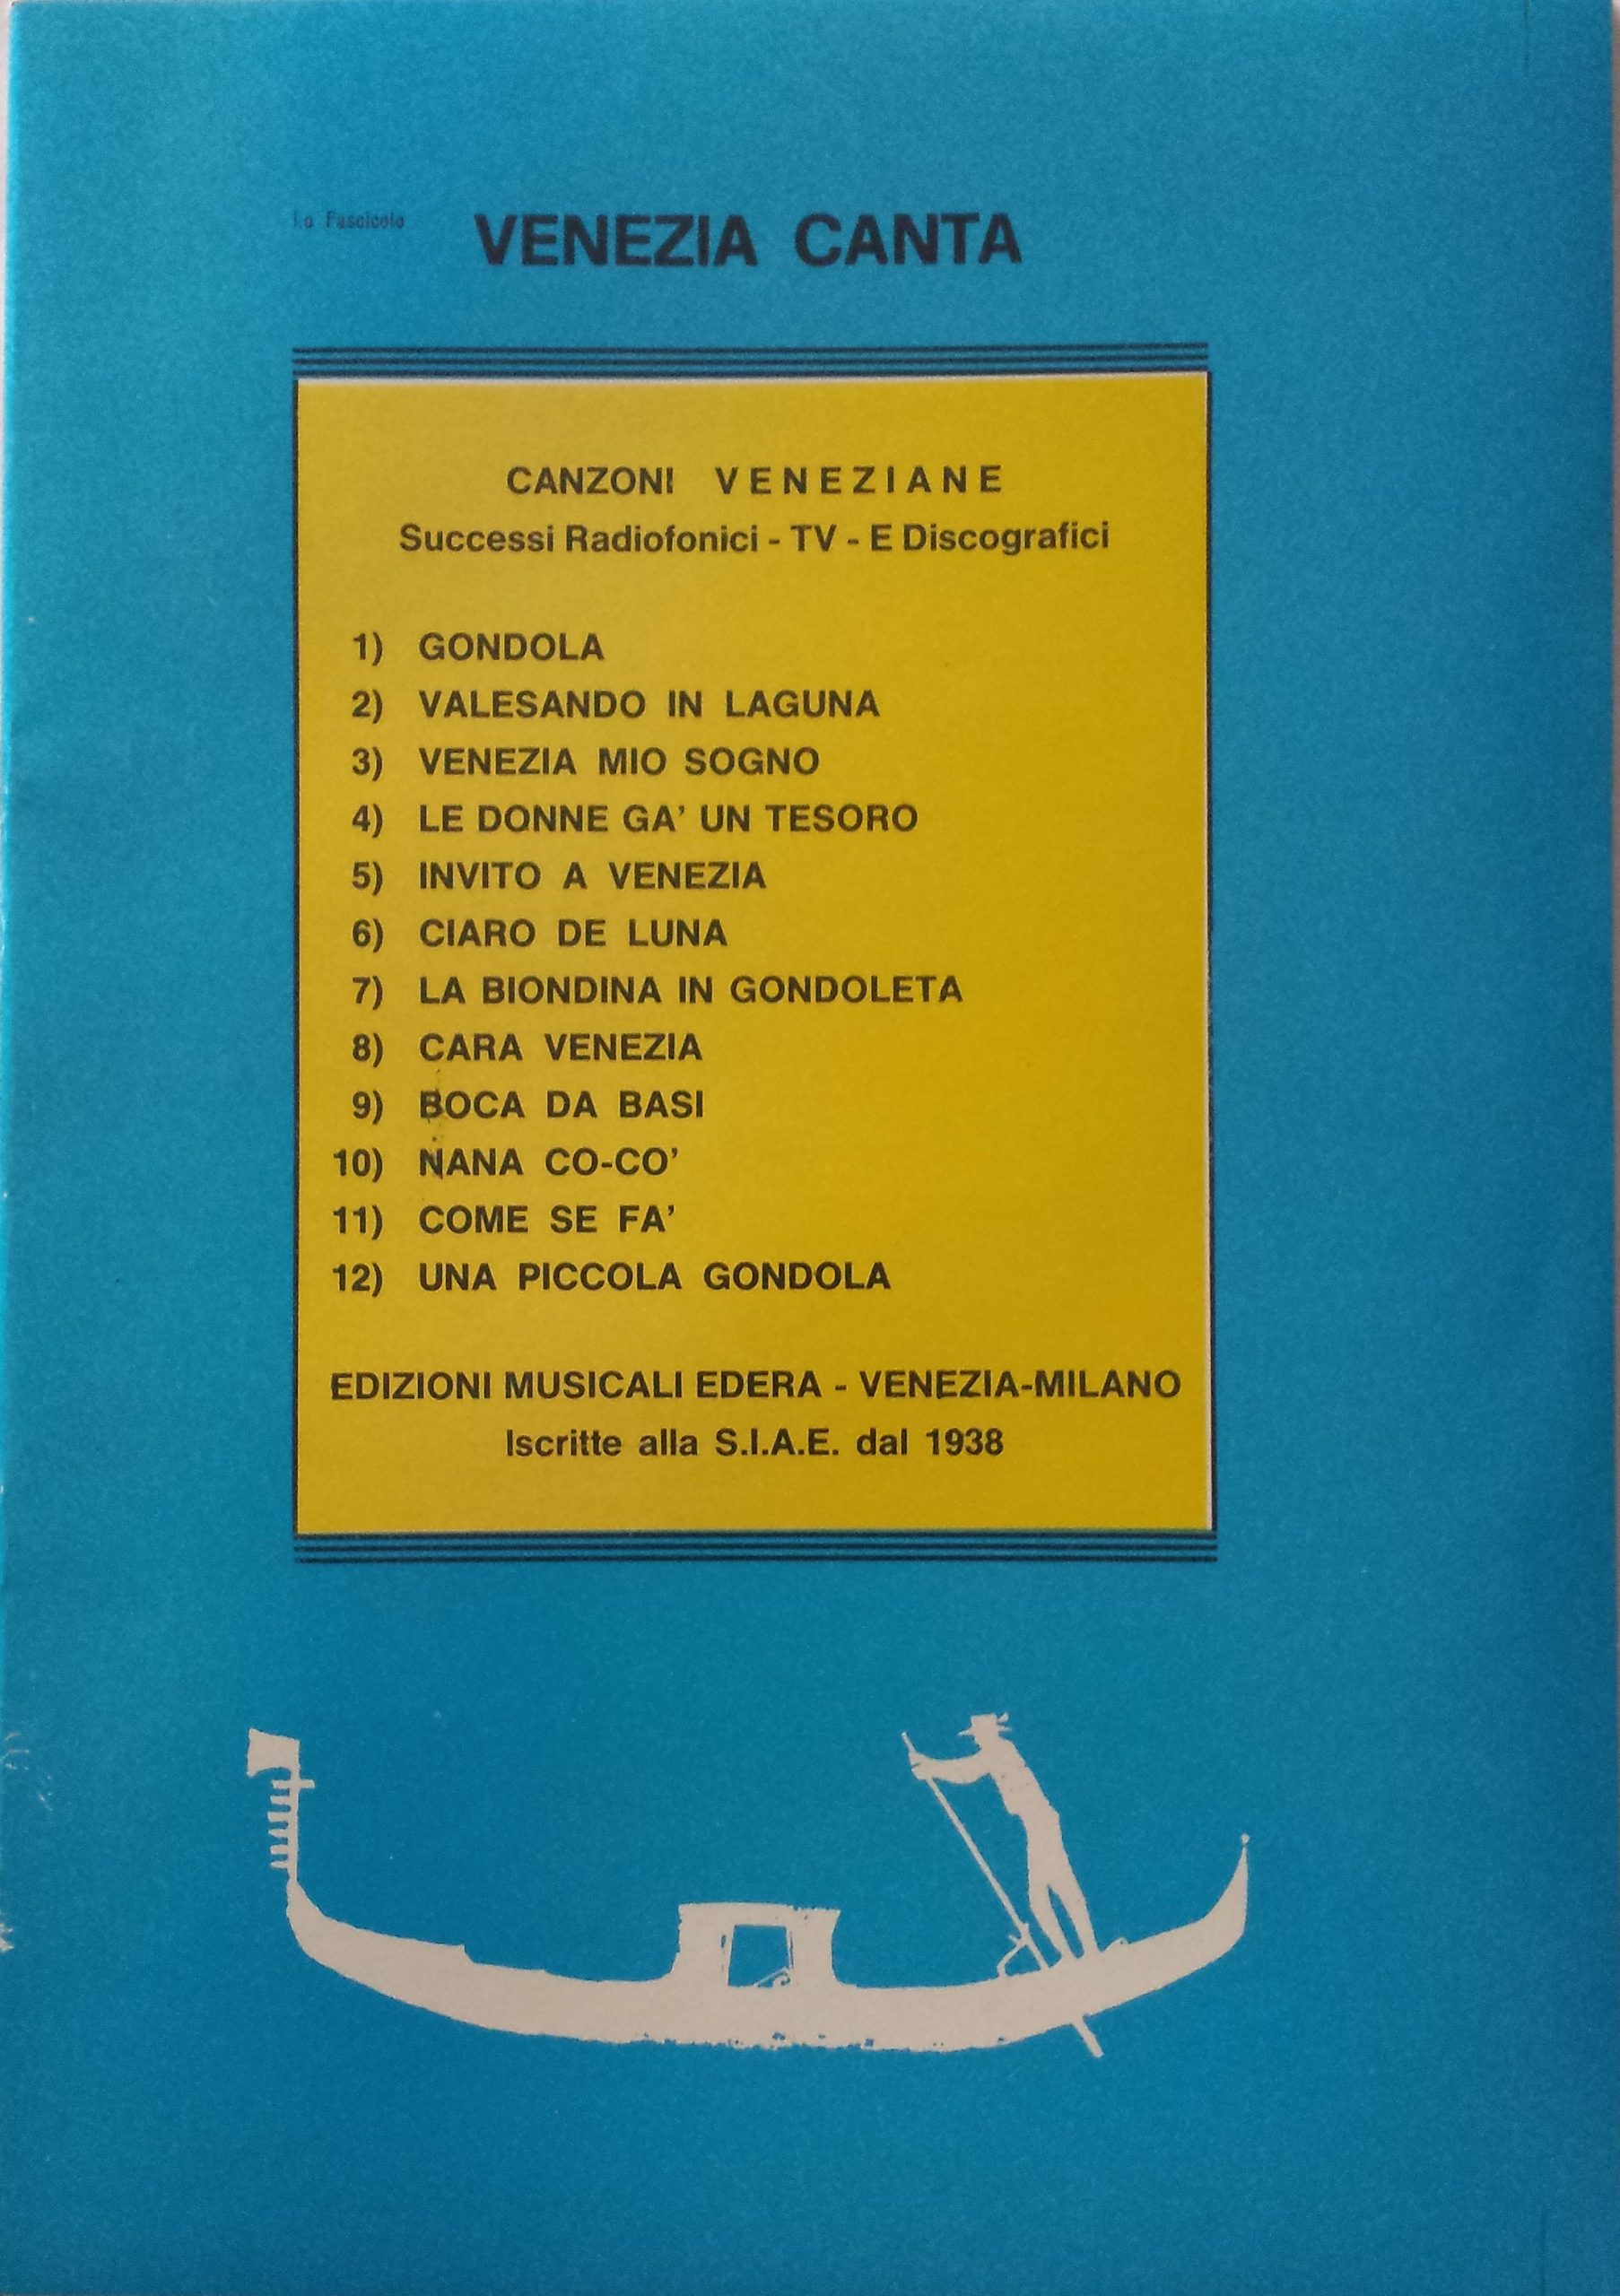 I.o Fascicolo
VENEZIA CANTA
CANZONI VENEZIANE
Successi Radiofonici - TV - E Discografici
1) GONDOLA
2) VALESANDO IN LAGUNA
3) VENEZIA MIO SOGNO
4) LE DONNE GA' UN TESORO
5) INVITO A VENEZIA
6) CIARO DE LUNA
7) LA BIONDINA IN GONDOLETA
8) CARA VENEZIA
9) BOCA DA BASI
10) NANA CO-CO'
11) COME SE FA'
12) UNA PICCOLA GONDOLA
EDIZIONI MUSICALI EDERA - VENEZIA-MILANO
Iscritte alla S.I.A.E. dal 1938